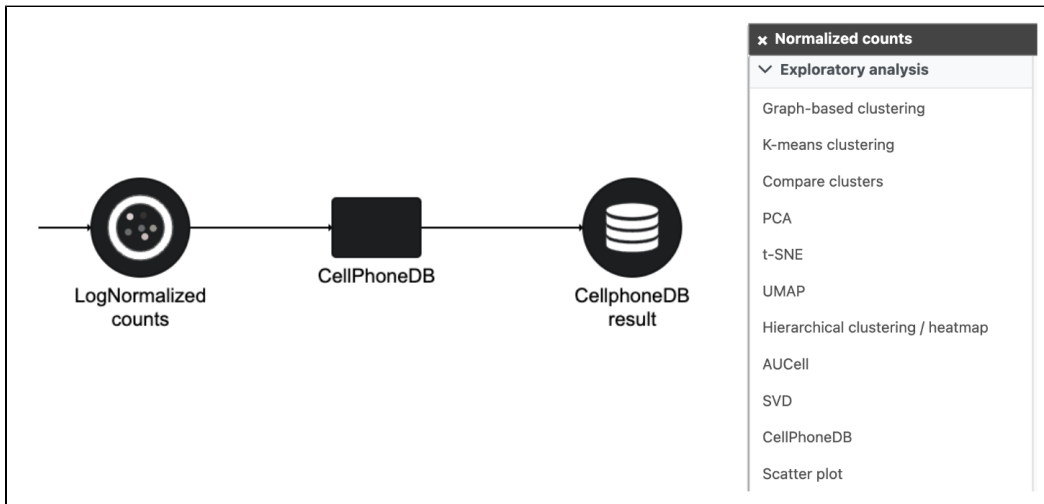 LogNormalized
counts
CellPhoneDB
CellphoneDB
result
× Normalized counts
Exploratory analysis
Graph-based clustering
K-means clustering
Compare clusters
PCA
t-SNE
UMAP
Hierarchical clustering / heatmap
AUCell
SVD
CellPhoneDB
Scatter plot